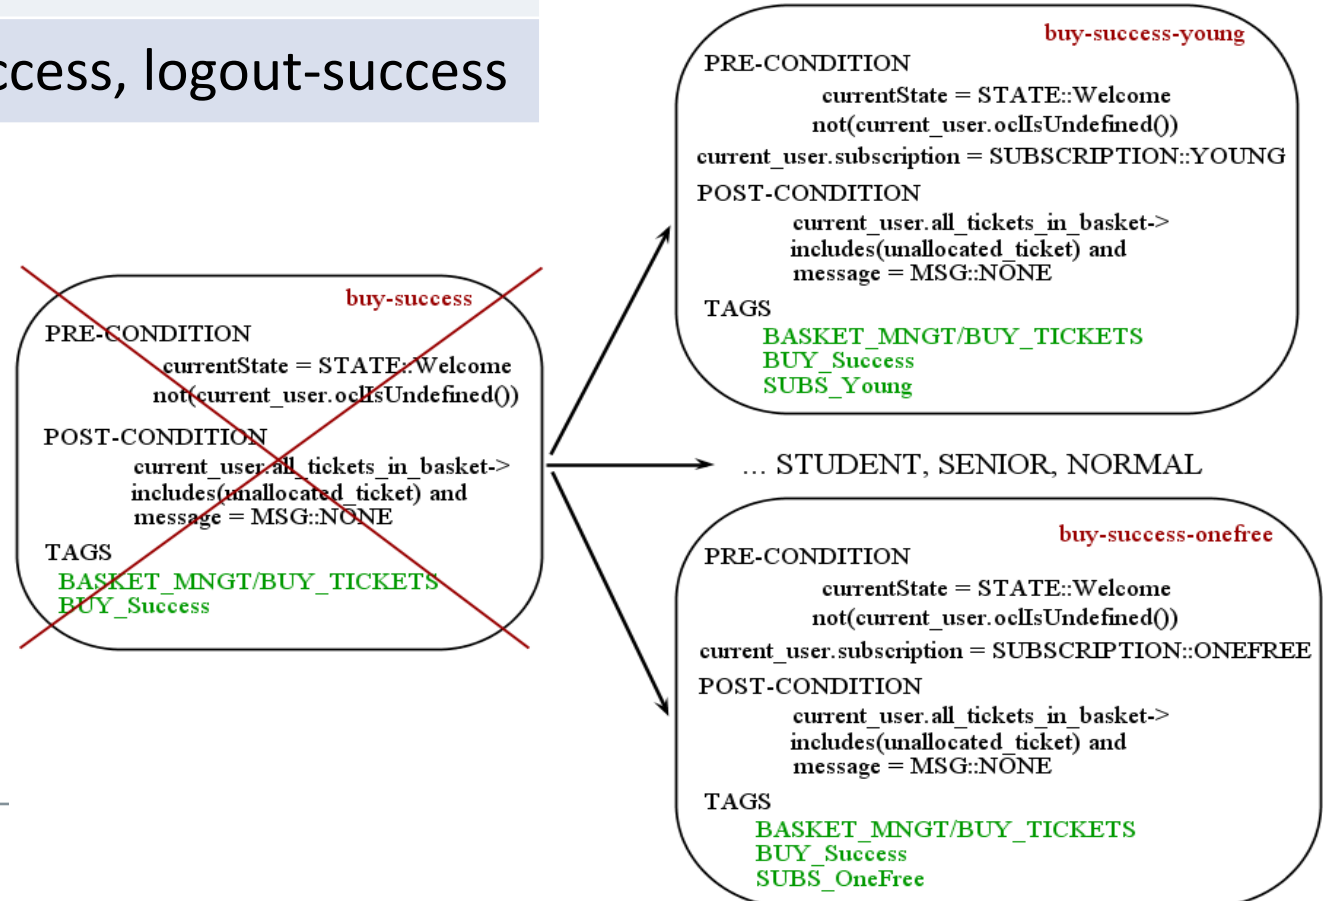 ccess, logout-success
buy-success
PRE-CONDITION
currentState = STATE::Welcome
not(current_user.oclIsUndefined())
POST-CONDITION
current_user.all_tickets_in_basket->
includes(unallocated_ticket) and
message = MSG::NONE
TAGS
BASKET_MNGT/BUY_TICKETS
BUY_Success
buy-success-young
PRE-CONDITION
currentState = STATE::Welcome
not(current_user.oclIsUndefined())
current_user.subscription = SUBSCRIPTION::YOUNG
POST-CONDITION
current_user.all_tickets_in_basket->
includes(unallocated_ticket) and
message = MSG::NONE
TAGS
BASKET_MNGT/BUY_TICKETS
BUY_Success
SUBS_Young
... STUDENT, SENIOR, NORMAL
buy-success-onefree
PRE-CONDITION
currentState = STATE::Welcome
not(current_user.oclIsUndefined())
current_user.subscription = SUBSCRIPTION::ONEFREE
POST-CONDITION
current_user.all_tickets_in_basket->
includes(unallocated_ticket) and
message = MSG::NONE
TAGS
BASKET_MNGT/BUY_TICKETS
BUY_Success
SUBS_OneFree